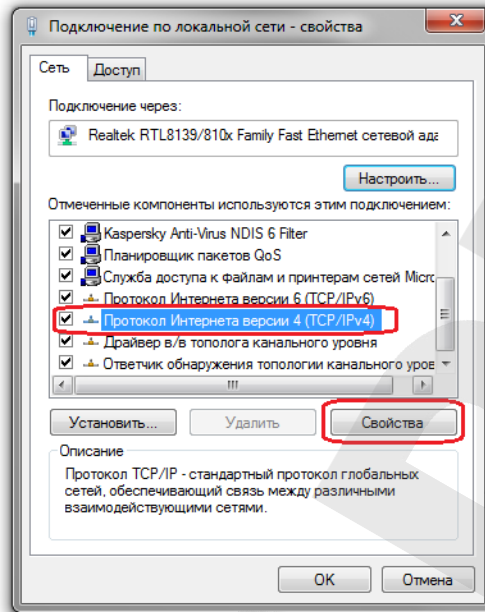 Подключение по локальной сети - свойства
Сеть
Доступ
Подключение через:
Realtek RTL8139/810x Family Fast Ethernet сетевой ада
Настроить...
Отмеченные компоненты используются этим подключением:
Kaspersky Anti-Virus NDIS 6 Filter
Планировщик пакетов QoS
Служба доступа к файлам и принтерам сетей Micro
Протокол Интернета версии 6 (TCP/IPv6)
Протокол Интернета версии 4 (TCP/IPv4)
Драйвер в/в тополога канального уровня
Ответчик обнаружения топологии канального уров
Установить...
Удалить
Свойства
Описание
Протокол TCP/IP - стандартный протокол глобальных
сетей, обеспечивающий связь между различными
взаимодействующими сетями.
OK
Отмена